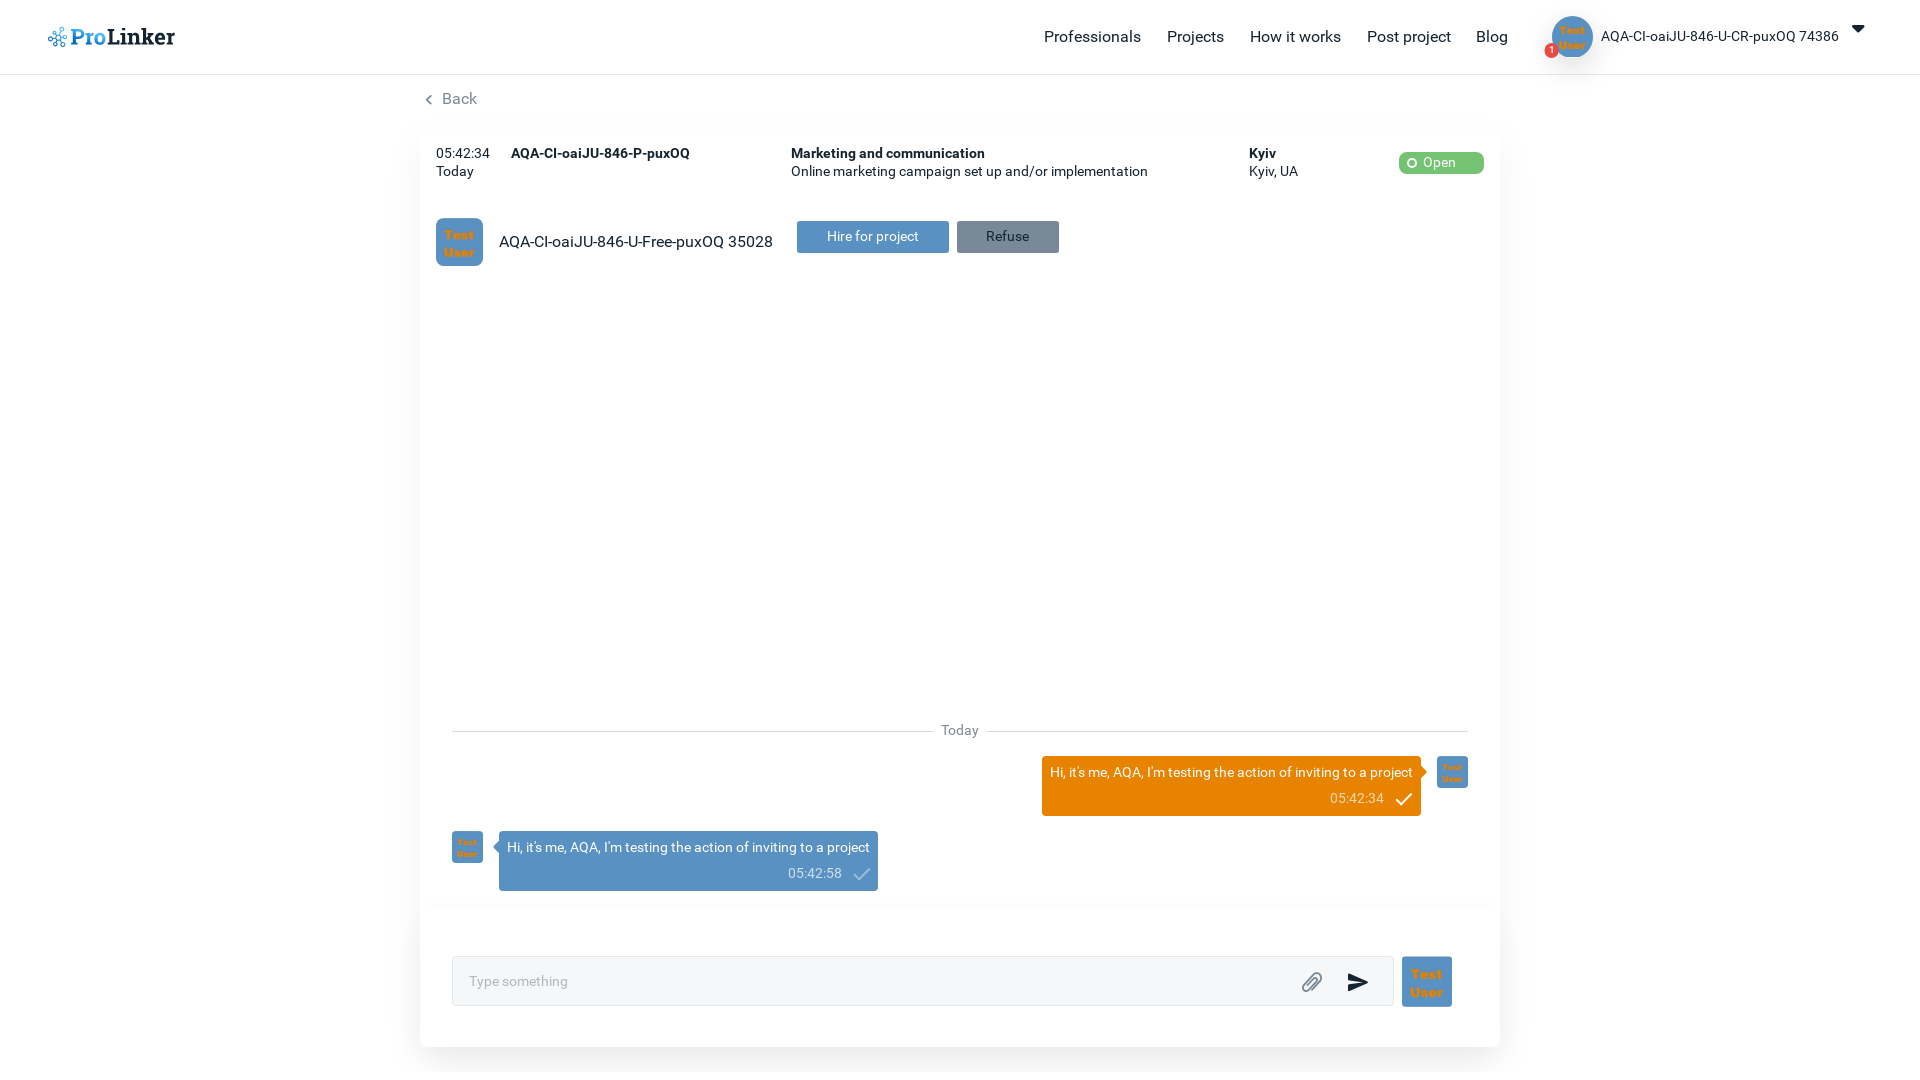 ProLinker
Professionals
Projects
How it works
Post project
Blog
Test
User
1
AQA-CI-oaiJU-846-U-CR-puxOQ 74386
Back
05:42:34
Today
AQA-CI-oaiJU-846-P-puxOQ
Marketing and communication
Online marketing campaign set up and/or implementation
Kyiv
Kyiv, UA
Open
Test
User
AQA-CI-oaiJU-846-U-Free-puxOQ 35028
Hire for project
Refuse
Today
Hi, it's me, AQA, I'm testing the action of inviting to a project
05:42:34
Test
User
Test
User
Hi, it's me, AQA, I'm testing the action of inviting to a project
05:42:58
Type something
Test
User